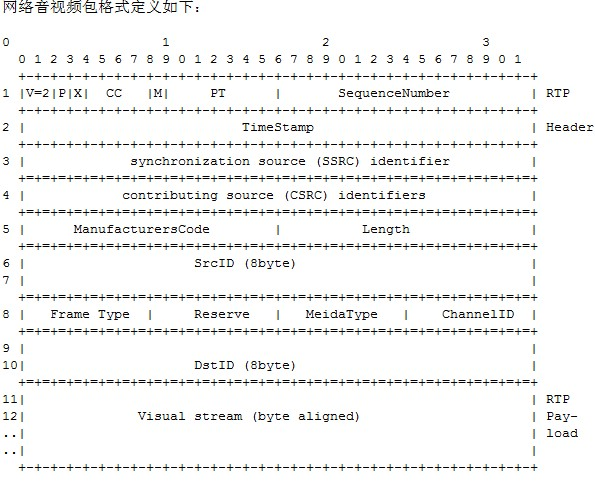 网络音视频包格式定义如下：
0                   1                   2                   3
  0 1 2 3 4 5 6 7 8 9 0 1 2 3 4 5 6 7 8 9 0 1 2 3 4 5 6 7 8 9 0 1
  +-+-+-+-+-+-+-+-+-+-+-+-+-+-+-+-+-+-+-+-+-+-+-+-+-+-+-+-+-+-+-+-+
1 |V=2|P|X|  CC   |M|     PT      |       SequenceNumber          | RTP
  +-+-+-+-+-+-+-+-+-+-+-+-+-+-+-+-+-+-+-+-+-+-+-+-+-+-+-+-+-+-+-+-+
2 |                           TimeStamp                           | Header
  +-+-+-+-+-+-+-+-+-+-+-+-+-+-+-+-+-+-+-+-+-+-+-+-+-+-+-+-+-+-+-+-+
3 |             synchronization source (SSRC) identifier          |
  +=+=+=+=+=+=+=+=+=+=+=+=+=+=+=+=+=+=+=+=+=+=+=+=+=+=+=+=+=+=+=+=+
4 |            contributing source (CSRC) identifiers             |
  +=+=+=+=+=+=+=+=+=+=+=+=+=+=+=+=+=+=+=+=+=+=+=+=+=+=+=+=+=+=+=+=+
5 |      ManufacturersCode        |          Length               |
  +=+=+=+=+=+=+=+=+=+=+=+=+=+=+=+=+=+=+=+=+=+=+=+=+=+=+=+=+=+=+=+=+
6 |                     SrcID (8byte)                             |
7 |                                                               |
  +=+=+=+=+=+=+=+=+=+=+=+=+=+=+=+=+=+=+=+=+=+=+=+=+=+=+=+=+=+=+=+=+
8 |   Frame Type  |     Reserve   |   MeidaType   |    ChannelID  |
  +=+=+=+=+=+=+=+=+=+=+=+=+=+=+=+=+=+=+=+=+=+=+=+=+=+=+=+=+=+=+=+=+
9 |                                                               |
10|                     DstID (8byte)                             |
  +=+=+=+=+=+=+=+=+=+=+=+=+=+=+=+=+=+=+=+=+=+=+=+=+=+=+=+=+=+=+=+=+
11|                                                               | RTP
12|              Visual stream (byte aligned)                     | Pay-
..|                                                               | load
..|                                                               |
  +-+-+-+-+-+-+-+-+-+-+-+-+-+-+-+-+-+-+-+-+-+-+-+-+-+-+-+-+-+-+-+-+